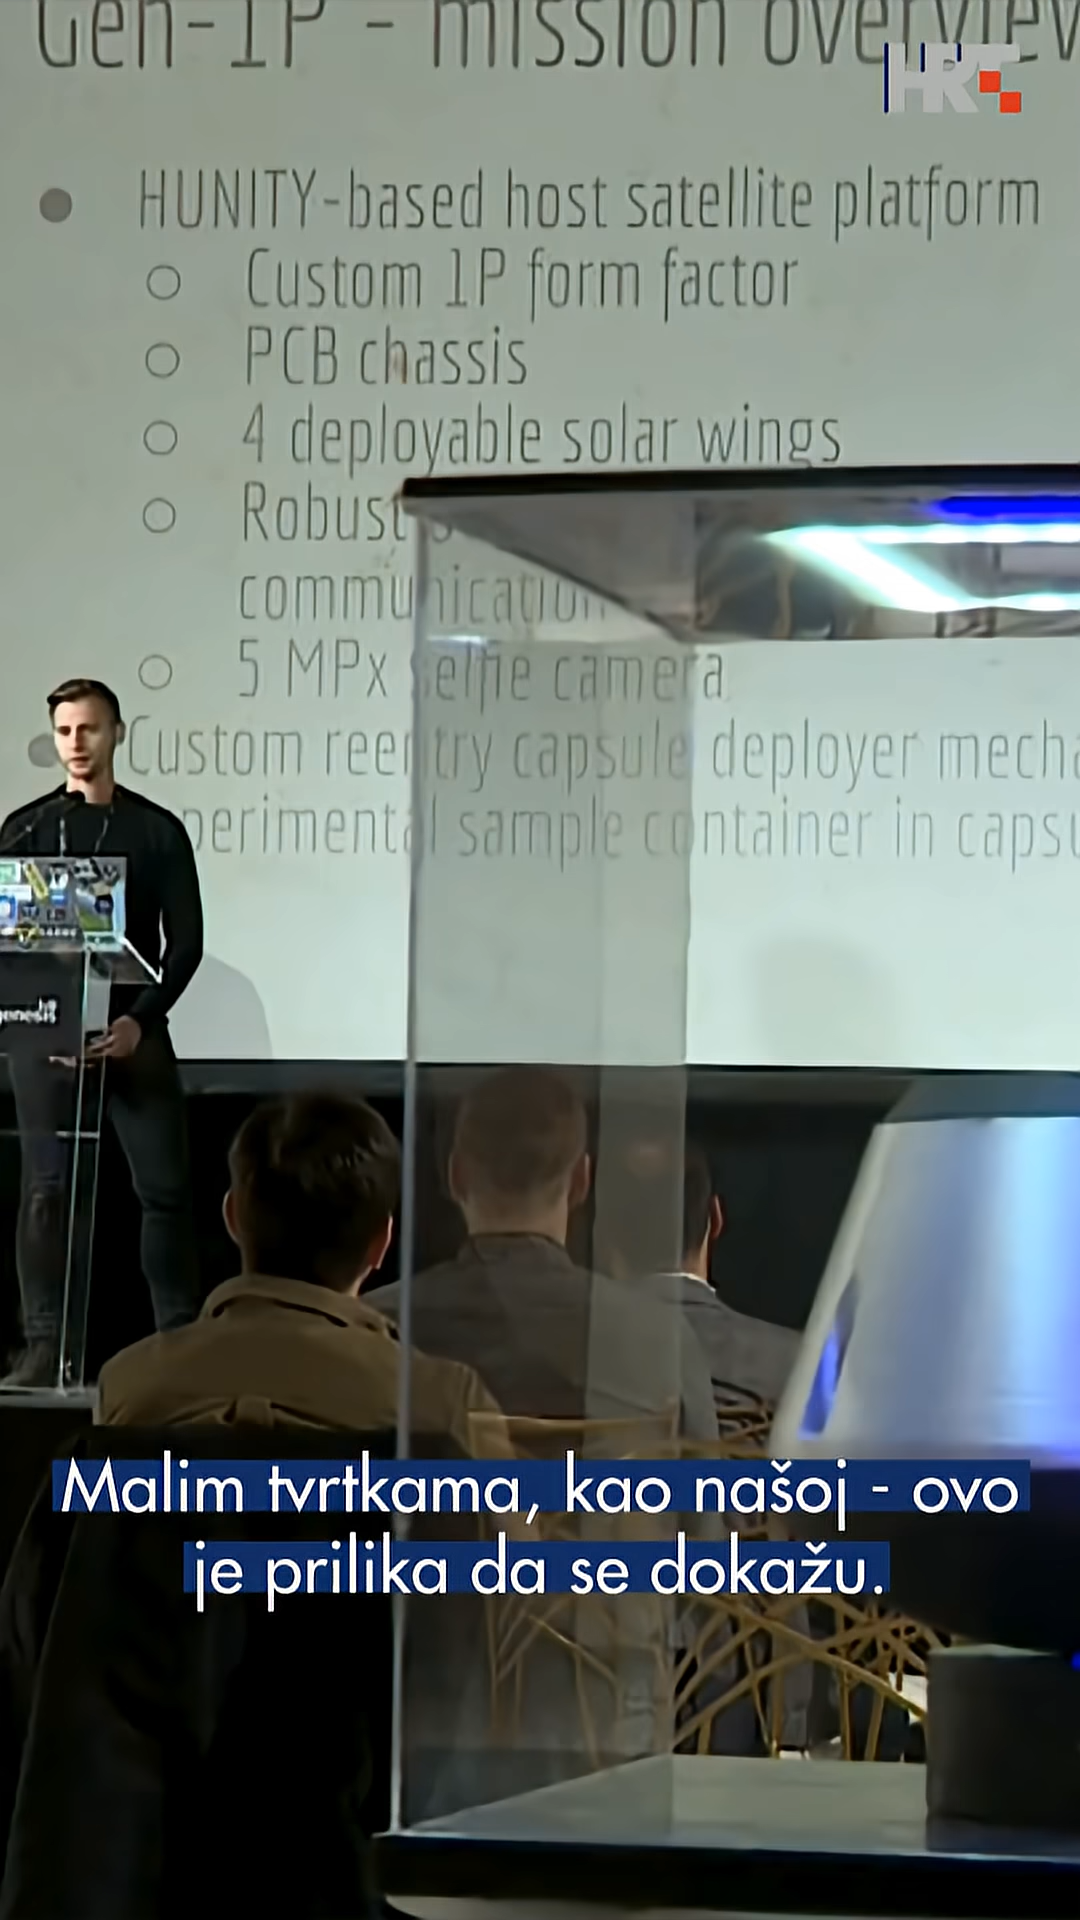 Gen-1P - mission overview
HRT
HUNITY-based host satellite platform
Custom 1P form factor
PCB chassis
4 deployable solar wings
Robust
communication
5 MPx selfie camera
Custom reentry capsule deployer mecha
perimental sample container in capsu
genesis
Malim tvrtkama, kao našoj - ovo
je prilika da se dokažu.